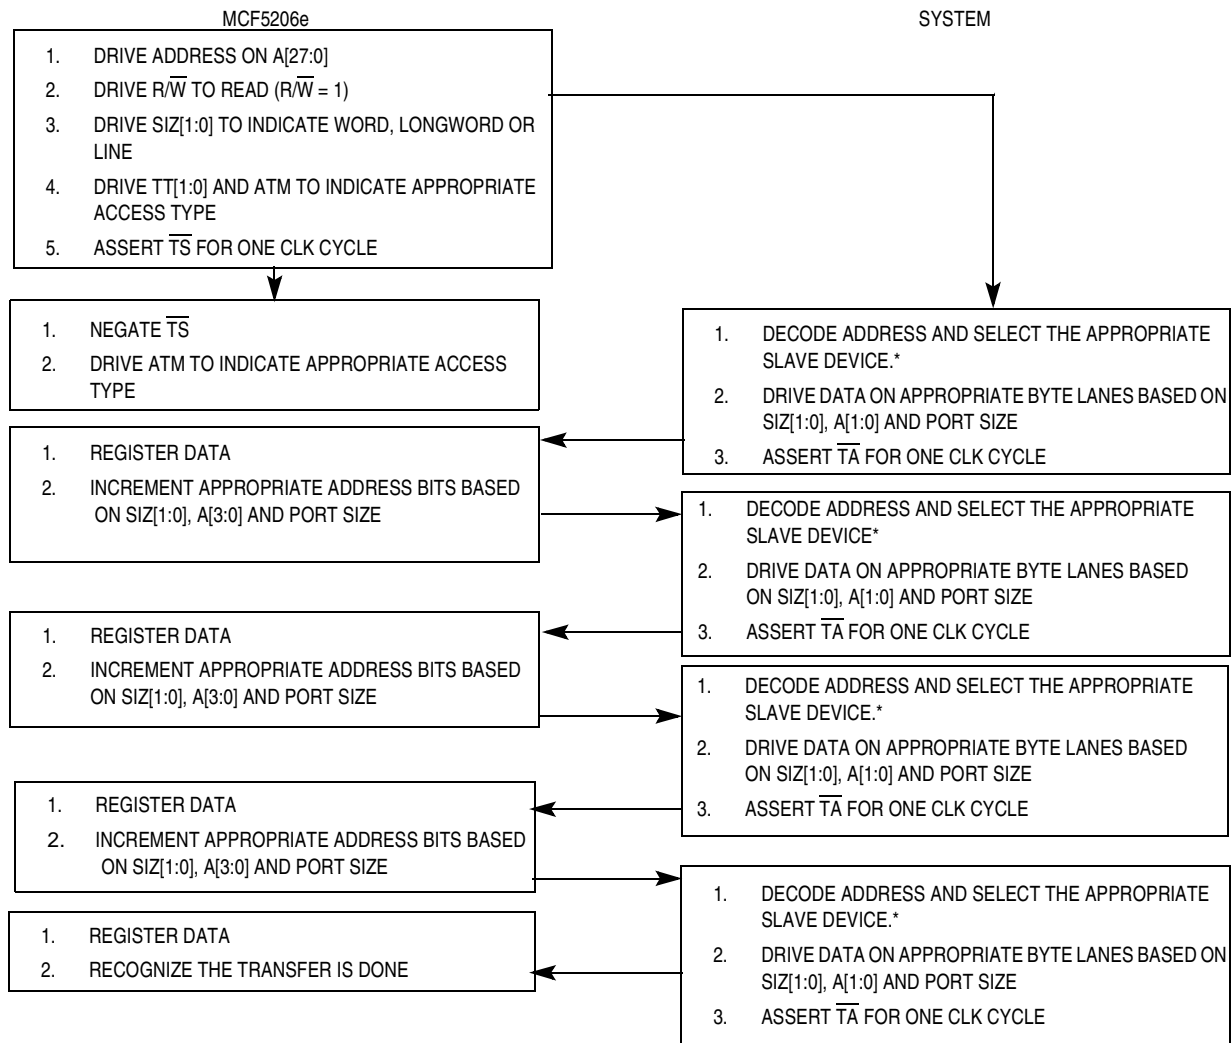 MCF5206e
SYSTEM
1. DRIVE ADDRESS ON A[27:0]
2. DRIVE R/W̅ TO READ (R/W̅ = 1)
3. DRIVE SIZ[1:0] TO INDICATE WORD, LONGWORD OR
LINE
4. DRIVE TT[1:0] AND ATM TO INDICATE APPROPRIATE
ACCESS TYPE
5. ASSERT T̅S̅ FOR ONE CLK CYCLE
1. NEGATE T̅S̅
2. DRIVE ATM TO INDICATE APPROPRIATE ACCESS
TYPE
1. DECODE ADDRESS AND SELECT THE APPROPRIATE
SLAVE DEVICE.*
2. DRIVE DATA ON APPROPRIATE BYTE LANES BASED ON
SIZ[1:0], A[1:0] AND PORT SIZE
3. ASSERT T̅A̅ FOR ONE CLK CYCLE
1. REGISTER DATA
2. INCREMENT APPROPRIATE ADDRESS BITS BASED
ON SIZ[1:0], A[3:0] AND PORT SIZE
1. DECODE ADDRESS AND SELECT THE APPROPRIATE
SLAVE DEVICE*
2. DRIVE DATA ON APPROPRIATE BYTE LANES BASED
ON SIZ[1:0], A[1:0] AND PORT SIZE
3. ASSERT T̅A̅ FOR ONE CLK CYCLE
1. REGISTER DATA
2. INCREMENT APPROPRIATE ADDRESS BITS BASED
ON SIZ[1:0], A[3:0] AND PORT SIZE
1. DECODE ADDRESS AND SELECT THE APPROPRIATE
SLAVE DEVICE.*
2. DRIVE DATA ON APPROPRIATE BYTE LANES BASED
ON SIZ[1:0], A[1:0] AND PORT SIZE
3. ASSERT T̅A̅ FOR ONE CLK CYCLE
1. REGISTER DATA
2. INCREMENT APPROPRIATE ADDRESS BITS BASED
ON SIZ[1:0], A[3:0] AND PORT SIZE
1. DECODE ADDRESS AND SELECT THE APPROPRIATE
SLAVE DEVICE.*
2. DRIVE DATA ON APPROPRIATE BYTE LANES BASED ON
SIZ[1:0], A[1:0] AND PORT SIZE
3. ASSERT T̅A̅ FOR ONE CLK CYCLE
1. REGISTER DATA
2. RECOGNIZE THE TRANSFER IS DONE